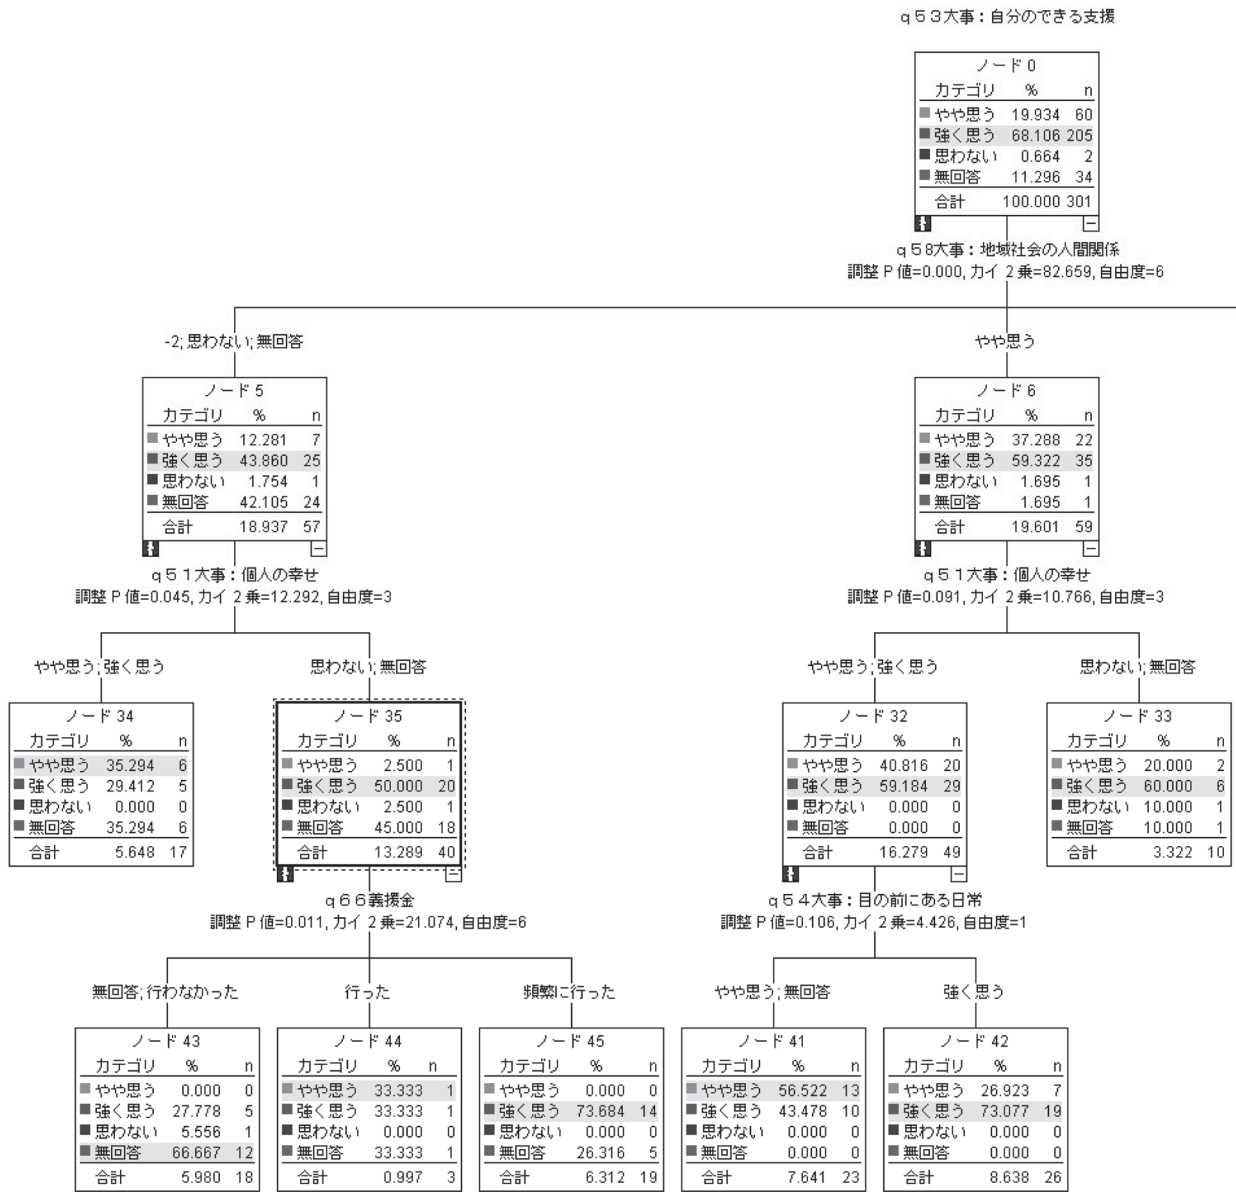 q５３大事：自分のできる支援
ノード 0
カテゴリ % n
やや思う 19.934 60
強く思う 68.106 205
思わない 0.664 2
無回答 11.296 34
合計 100.000 301
q５８大事：地域社会の人間関係
調整 P 値=0.000, カイ２乗=82.659, 自由度=6
-2; 思わない; 無回答
やや思う
ノード 5
カテゴリ % n
やや思う 12.281 7
強く思う 43.860 25
思わない 1.754 1
無回答 42.105 24
合計 18.937 57
ノード 6
カテゴリ % n
やや思う 37.288 22
強く思う 59.322 35
思わない 1.695 1
無回答 1.695 1
合計 19.601 59
q５１大事：個人の幸せ
調整 P 値=0.045, カイ２乗=12.292, 自由度=3
q５１大事：個人の幸せ
調整 P 値=0.091, カイ２乗=10.766, 自由度=3
やや思う; 強く思う
思わない; 無回答
やや思う; 強く思う
思わない; 無回答
ノード 34
カテゴリ % n
やや思う 35.294 6
強く思う 29.412 5
思わない 0.000 0
無回答 35.294 6
合計 5.648 17
ノード 35
カテゴリ % n
やや思う 2.500 1
強く思う 50.000 20
思わない 2.500 1
無回答 45.000 18
合計 13.289 40
ノード 32
カテゴリ % n
やや思う 40.816 20
強く思う 59.184 29
思わない 0.000 0
無回答 0.000 0
合計 16.279 49
ノード 33
カテゴリ % n
やや思う 20.000 2
強く思う 60.000 6
思わない 10.000 1
無回答 10.000 1
合計 3.322 10
q６６義援金
調整 P 値=0.011, カイ２乗=21.074, 自由度=6
q５４大事：目の前にある日常
調整 P 値=0.106, カイ２乗=4.426, 自由度=1
無回答; 行わなかった
行った
頻繁に行った
やや思う; 無回答
強く思う
ノード 43
カテゴリ % n
やや思う 0.000 0
強く思う 27.778 5
思わない 5.556 1
無回答 66.667 12
合計 5.980 18
ノード 44
カテゴリ % n
やや思う 33.333 1
強く思う 33.333 1
思わない 0.000 0
無回答 33.333 1
合計 0.997 3
ノード 45
カテゴリ % n
やや思う 0.000 0
強く思う 73.684 14
思わない 0.000 0
無回答 26.316 5
合計 6.312 19
ノード 41
カテゴリ % n
やや思う 56.522 13
強く思う 43.478 10
思わない 0.000 0
無回答 0.000 0
合計 7.641 23
ノード 42
カテゴリ % n
やや思う 26.923 7
強く思う 73.077 19
思わない 0.000 0
無回答 0.000 0
合計 8.638 26